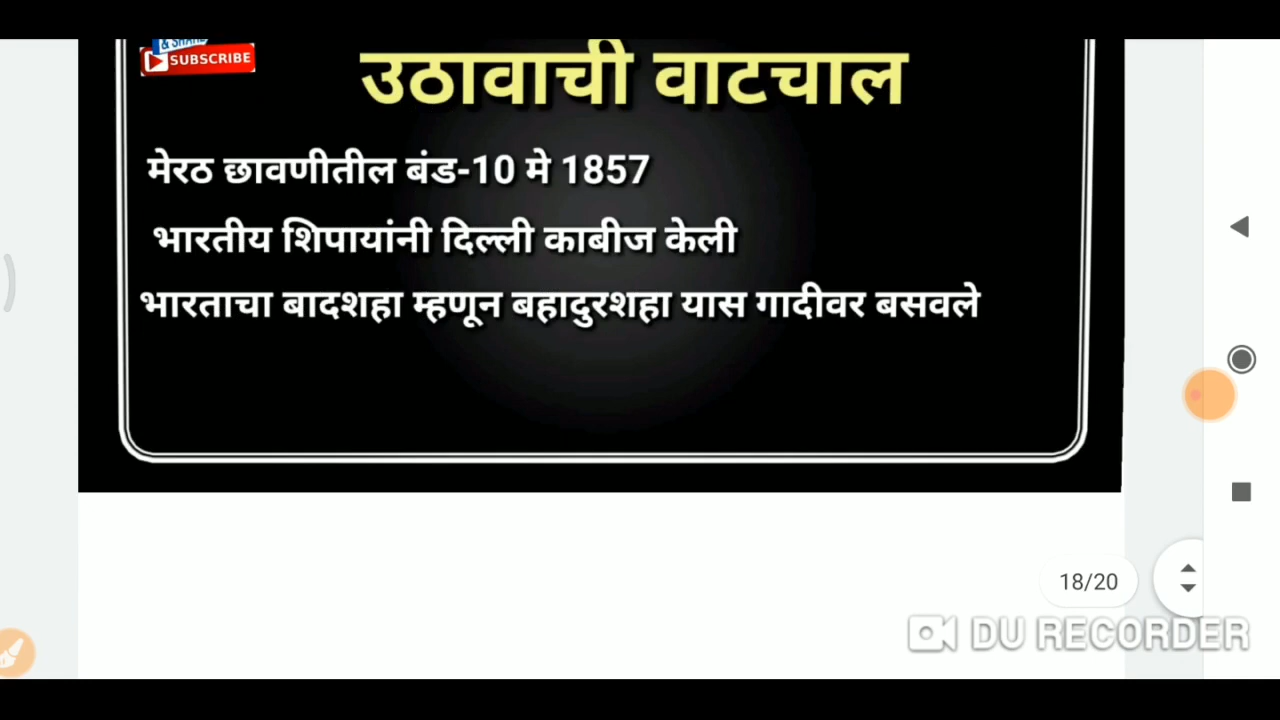 & SHARE
SUBSCRIBE
उठावाची वाटचाल
मेरठ छावणीतील बंड-10 मे 1857
भारतीय शिपायांनी दिल्ली काबीज केली
भारताचा बादशहा म्हणून बहादुरशहा यास गादीवर बसवले
18/20
DU RECORDER